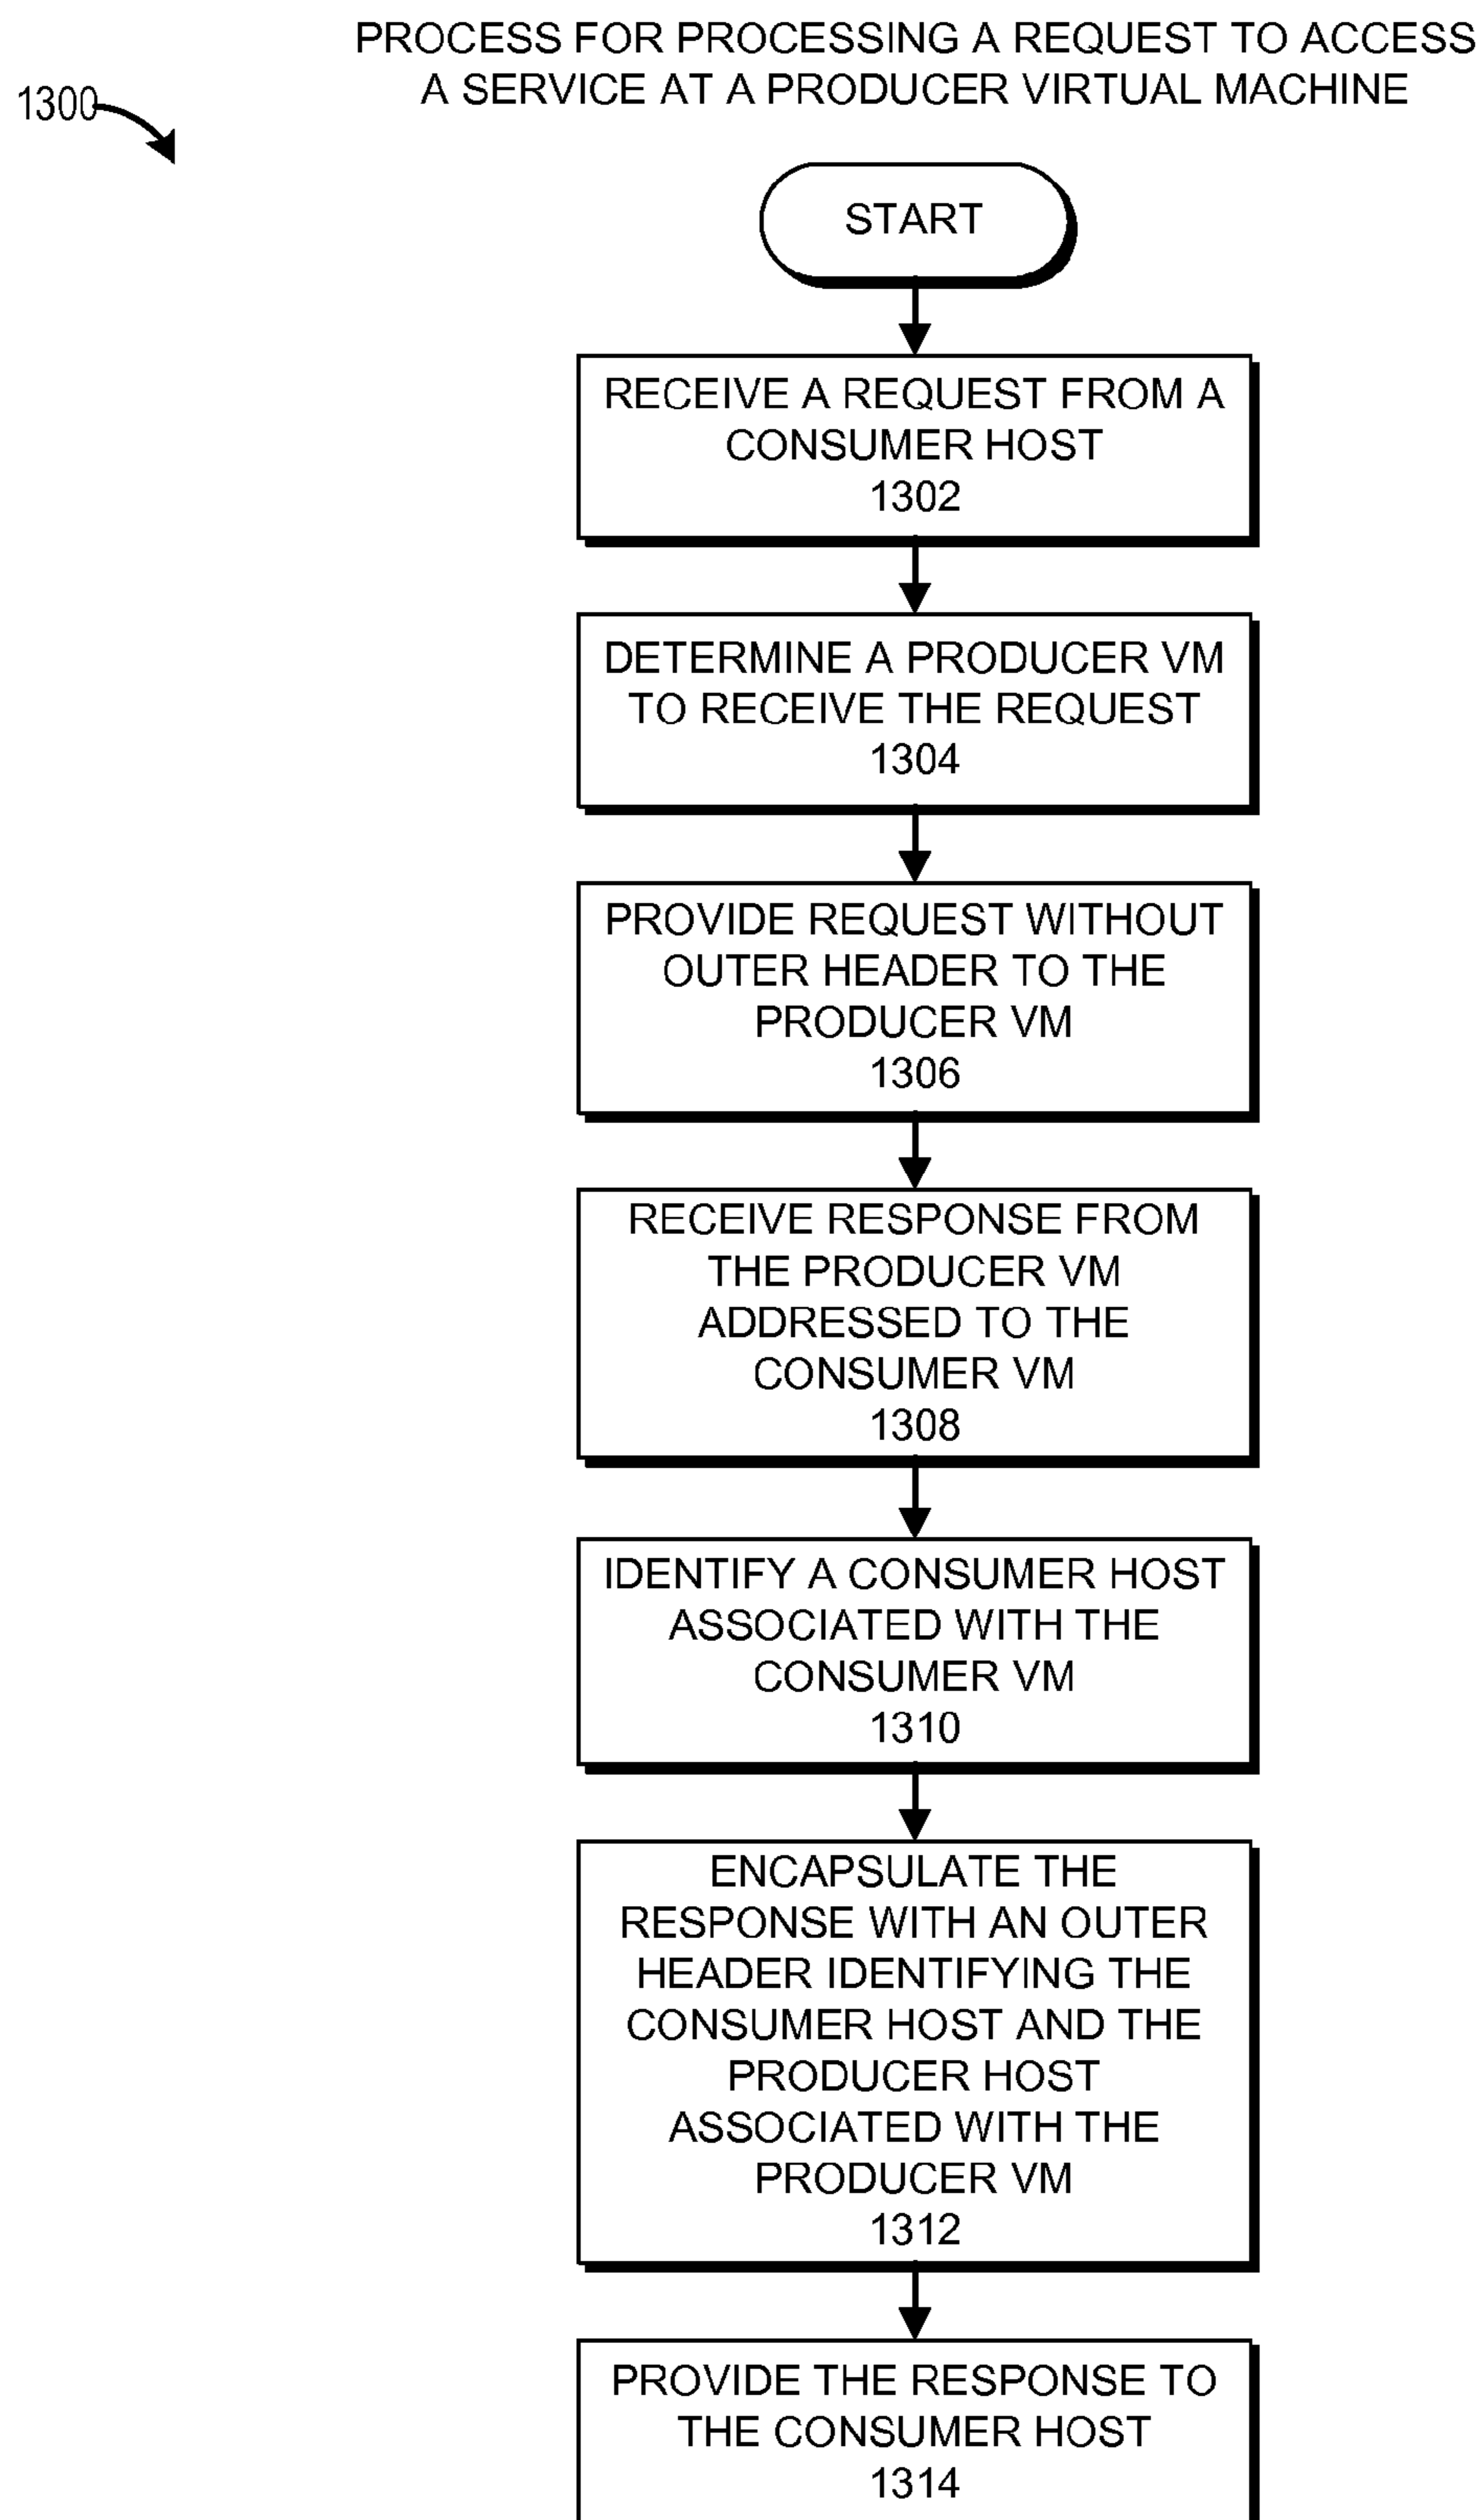 PROCESS FOR PROCESSING A REQUEST TO ACCESS
A SERVICE AT A PRODUCER VIRTUAL MACHINE
1300
START
RECEIVE A REQUEST FROM A
CONSUMER HOST
1302
DETERMINE A PRODUCER VM
TO RECEIVE THE REQUEST
1304
PROVIDE REQUEST WITHOUT
OUTER HEADER TO THE
PRODUCER VM
1306
RECEIVE RESPONSE FROM
THE PRODUCER VM
ADDRESSED TO THE
CONSUMER VM
1308
IDENTIFY A CONSUMER HOST
ASSOCIATED WITH THE
CONSUMER VM
1310
ENCAPSULATE THE
RESPONSE WITH AN OUTER
HEADER IDENTIFYING THE
CONSUMER HOST AND THE
PRODUCER HOST
ASSOCIATED WITH THE
PRODUCER VM
1312
PROVIDE THE RESPONSE TO
THE CONSUMER HOST
1314